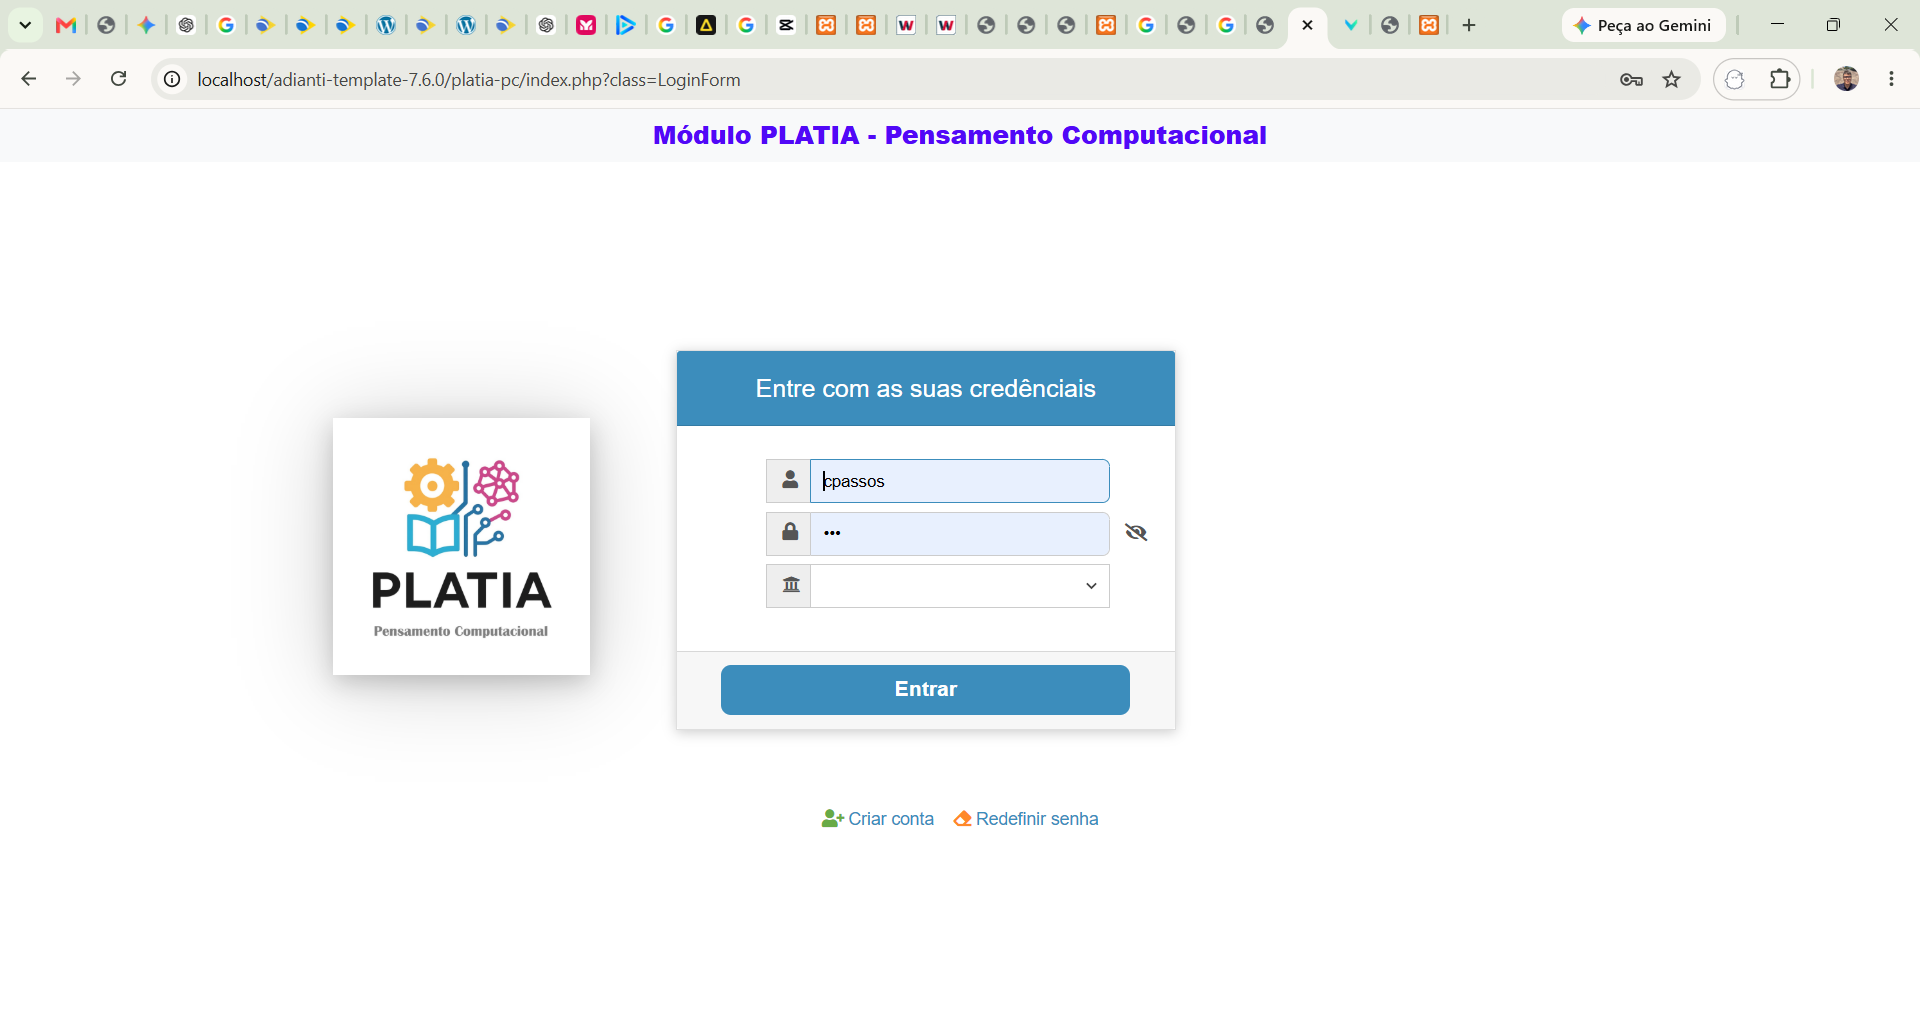 Peça ao Gemini
localhost/adianti-template-7.6.0/platia-pc/index.php?class=LoginForm
Módulo PLATIA - Pensamento Computacional
Entre com as suas credênciais
cpassos
•••
PLATIA
Pensamento Computacional
Entrar
Criar conta Redefinir senha